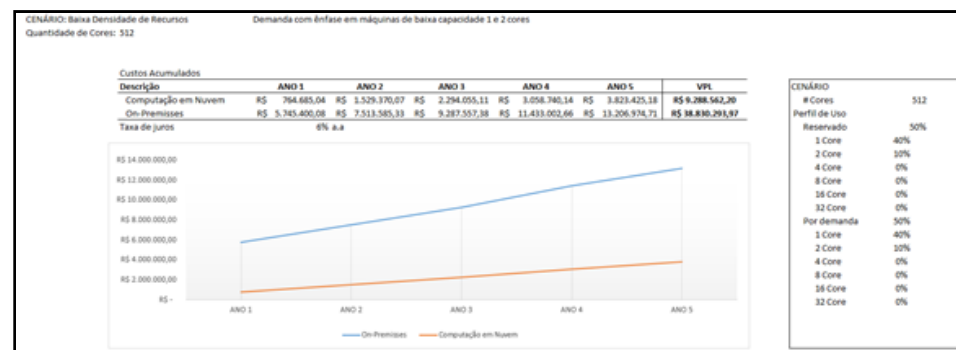 CENÁRIO: Baixa Densidade de Recursos Demanda com ênfase em máquinas de baixa capacidade 1 e 2 cores
Quantidade de Cores: 512
Custos Acumulados
Descrição ANO 1 ANO 2 ANO 3 ANO 4 ANO 5 VPL
Computação em Nuvem R$ 764.685,04 R$ 1.529.370,07 R$ 2.294.055,11 R$ 3.058.740,14 R$ 3.823.425,18 R$ 9.288.562,20
On-Premisses R$ 5.745.400,08 R$ 7.513.585,33 R$ 9.287.557,38 R$ 11.433.002,66 R$ 13.206.974,71 R$ 38.830.293,97
Taxa de juros 6% a.a
R$ 14.000.000,00
R$ 12.000.000,00
R$ 10.000.000,00
R$ 8.000.000,00
R$ 6.000.000,00
R$ 4.000.000,00
R$ 2.000.000,00
R$ -
ANO 1 ANO 2 ANO 3 ANO 4 ANO 5
On-Premisses Computação em Nuvem
CENÁRIO
# Cores 512
Perfil de Uso
Reservado 50%
1 Core 40%
2 Core 10%
4 Core 0%
8 Core 0%
16 Core 0%
32 Core 0%
Por demanda 50%
1 Core 40%
2 Core 10%
4 Core 0%
8 Core 0%
16 Core 0%
32 Core 0%